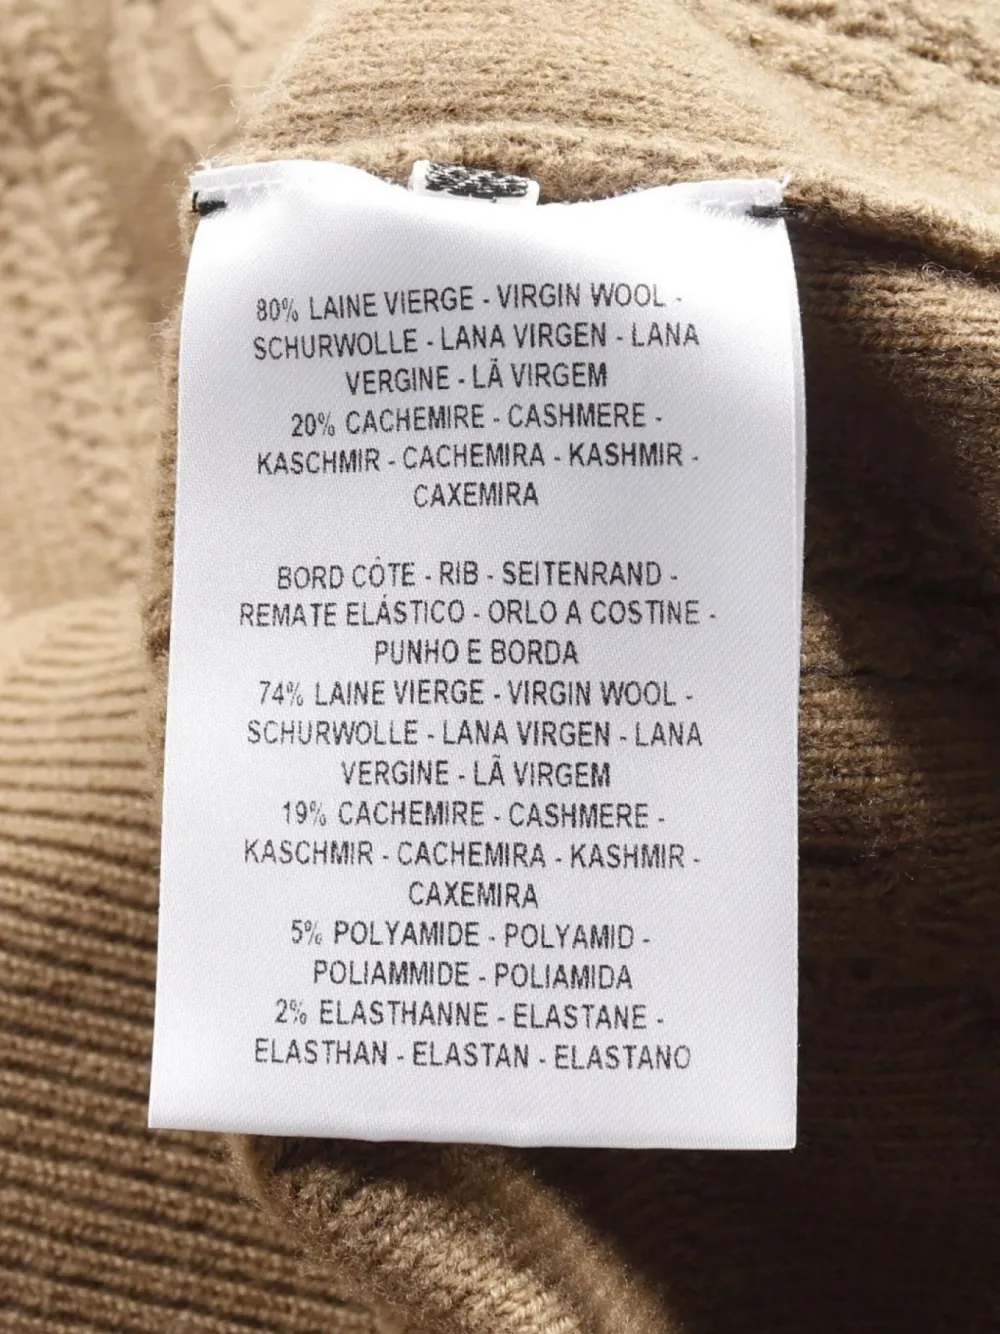 80% LAINE VIERGE - VIRGIN WOOL -
SCHURWOLLE - LANA VIRGEN - LANA
VERGINE - LÃ VIRGEM
20% CACHEMIRE - CASHMERE -
KASCHMIR - CACHEMIRA - KASHMIR -
CAXEMIRA
BORD CÔTE - RIB - SEITENRAND -
REMATE ELÁSTICO - ORLO A COSTINE -
PUNHO E BORDA
74% LAINE VIERGE - VIRGIN WOOL -
SCHURWOLLE - LANA VIRGEN - LANA
VERGINE - LÃ VIRGEM
19% CACHEMIRE - CASHMERE -
KASCHMIR - CACHEMIRA - KASHMIR -
CAXEMIRA
5% POLYAMIDE - POLYAMID -
POLIAMMIDE - POLIAMIDA
2% ELASTHANNE - ELASTANE -
ELASTHAN - ELASTAN - ELASTANO